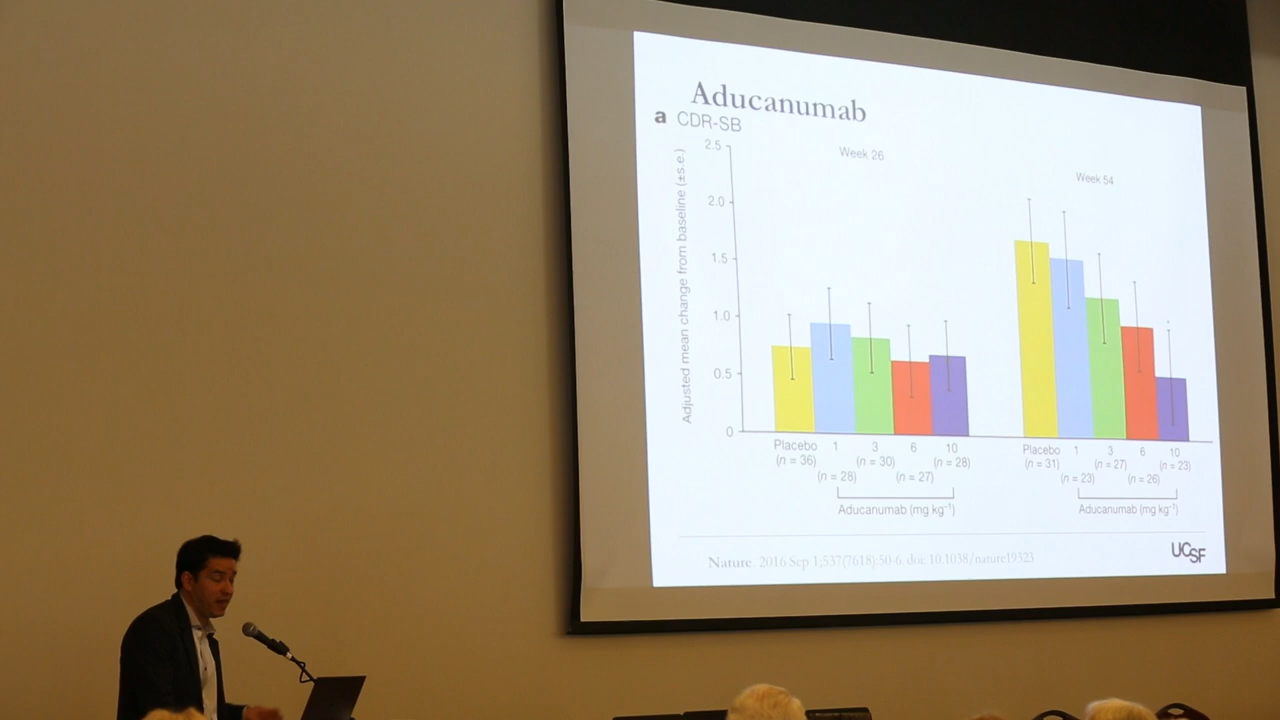 Aducanumab
a CDR-SB
Adjusted mean change from baseline (±s.e.)
2.5
2.0
1.5
1.0
0.5
0
Week 26
Week 54
Placebo 1 3 6 10
(n = 36) (n = 30) (n = 28)
(n = 28) (n = 27)
Aducanumab (mg kg⁻¹)
Placebo 1 3 6 10
(n = 31) (n = 27) (n = 23)
(n = 23) (n = 26)
Aducanumab (mg kg⁻¹)
Nature. 2016 Sep 1;537(7618):50-6. doi: 10.1038/nature19323
UCSF